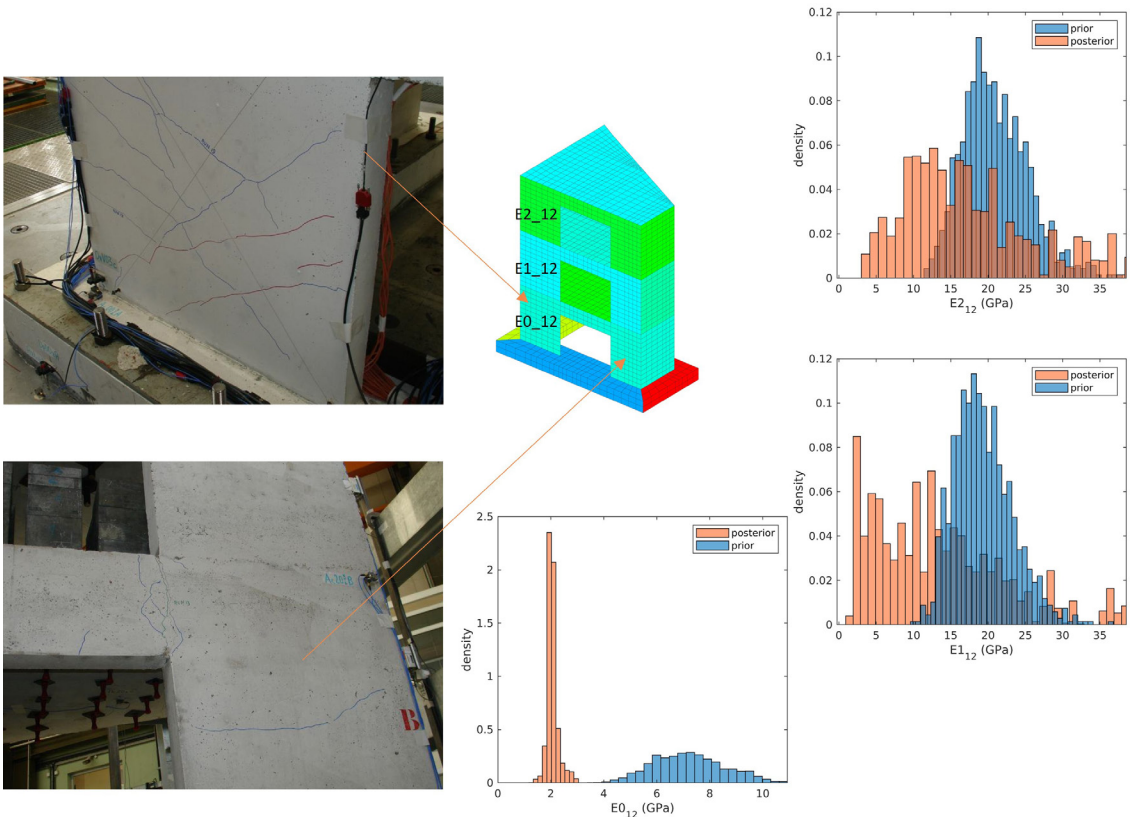 0.12
0.1
0.08
0.06
0.04
0.02
0
density
prior
posterior
0 5 10 15 20 25 30 35
E2₁₂ (GPa)
E2_12
E1_12
E0_12
0.12
0.1
0.08
0.06
0.04
0.02
0
density
posterior
prior
0 5 10 15 20 25 30 35
E1₁₂ (GPa)
2.5
2
1.5
1
0.5
0
density
posterior
prior
0 2 4 6 8 10
E0₁₂ (GPa)
B